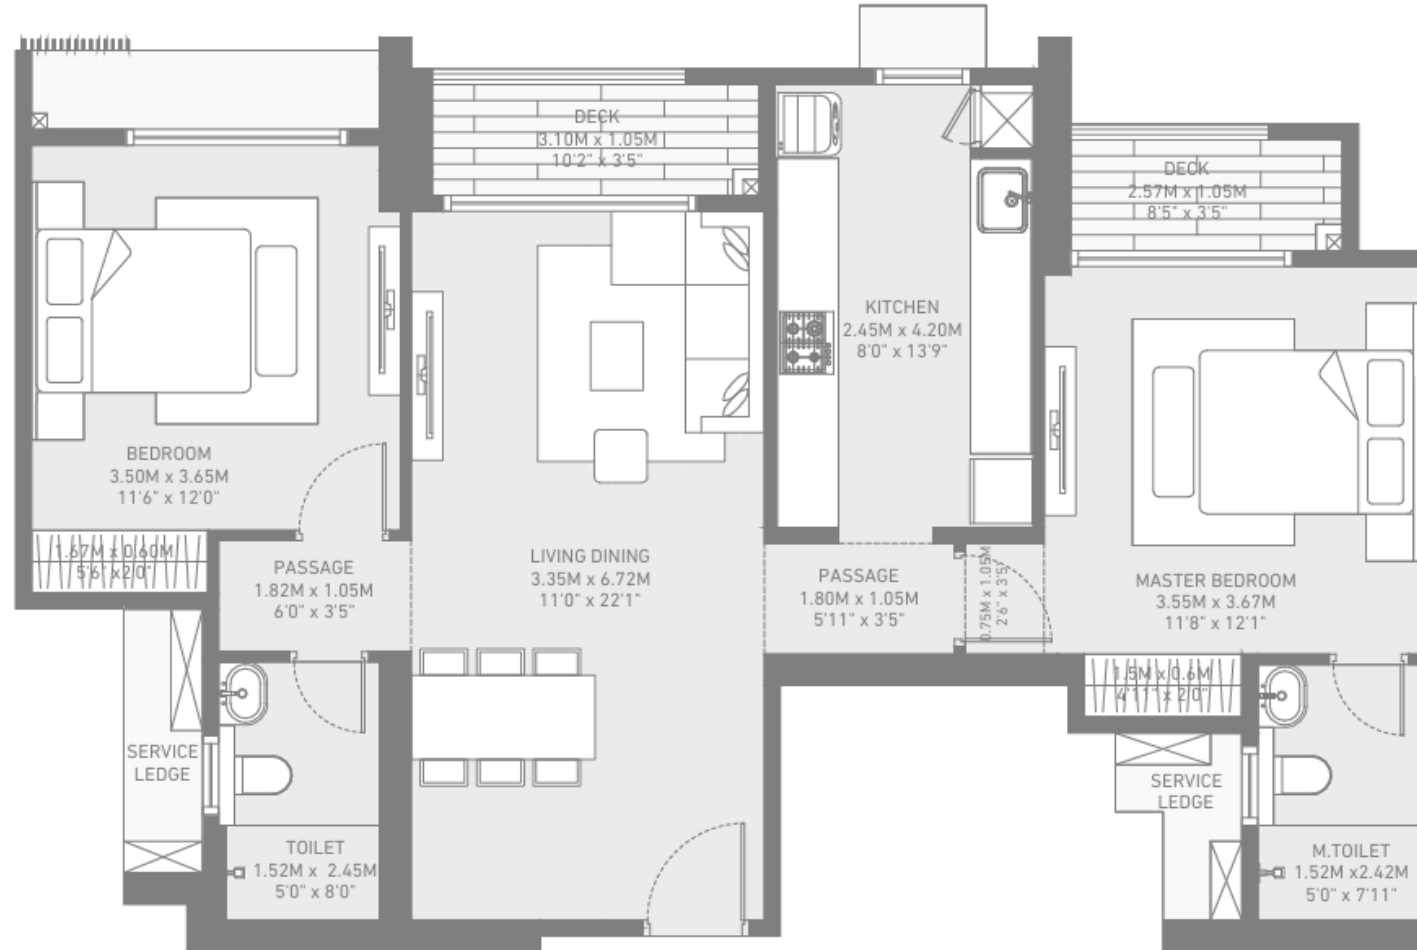 DECK
3.10M x 1.05M
10'2" x 3'5"
DECK
2.57M x 1.05M
8'5" x 3'5"
KITCHEN
2.45M x 4.20M
8'0" x 13'9"
BEDROOM
3.50M x 3.65M
11'6" x 12'0"
1.67M x 0.60M
5'6" x2'0"
PASSAGE
1.82M x 1.05M
6'0" x 3'5"
LIVING DINING
3.35M x 6.72M
11'0" x 22'1"
PASSAGE
1.80M x 1.05M
5'11" x 3'5"
0.75M x 1.05M
2'6" x 3'5"
MASTER BEDROOM
3.55M x 3.67M
11'8" x 12'1"
1.5M x 0.6M
4'11" x 2'0"
SERVICE
LEDGE
SERVICE
LEDGE
TOILET
1.52M x 2.45M
5'0" x 8'0"
M.TOILET
1.52M x2.42M
5'0" x 7'11"